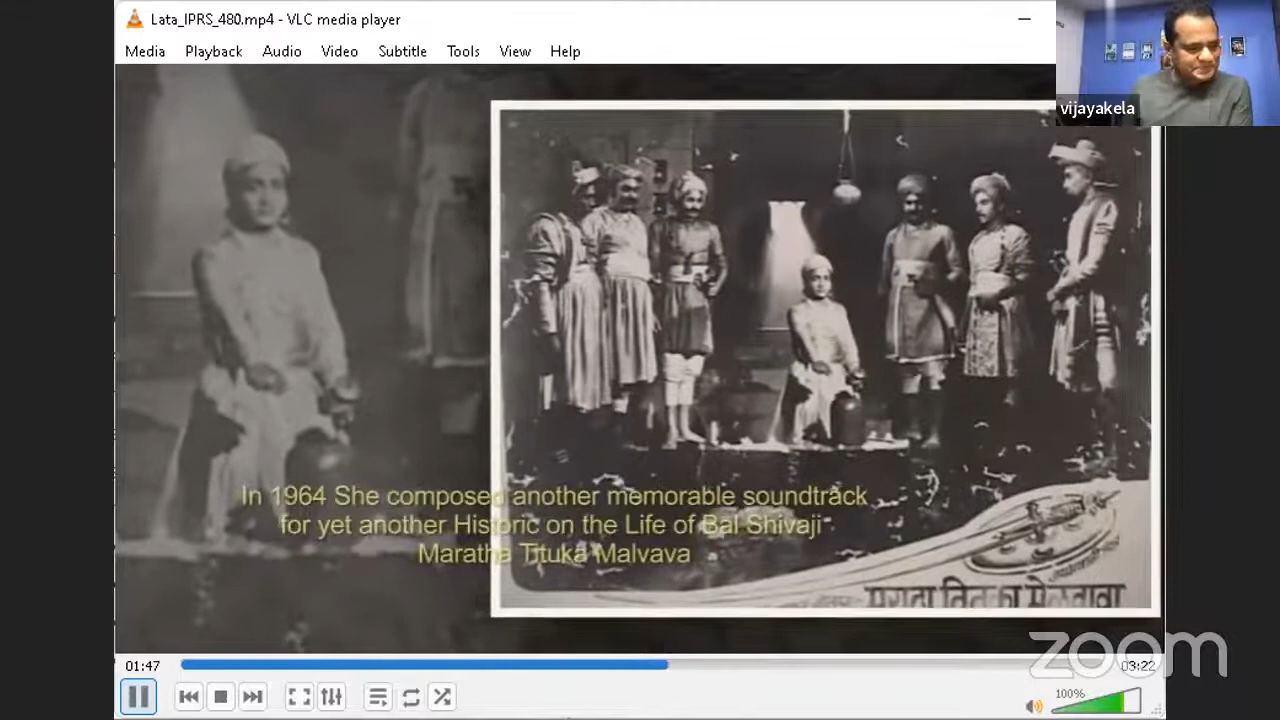 Lata_IPRS_480.mp4 - VLC media player
Media Playback Audio Video Subtitle Tools View Help
vijayakela
In 1964 She composed another memorable soundtrack
for yet another Historic on the Life of Bal Shivaji
Maratha Tituka Malvava
मराठा तितुका मेळवावा
zoom
01:47
03:22
100%